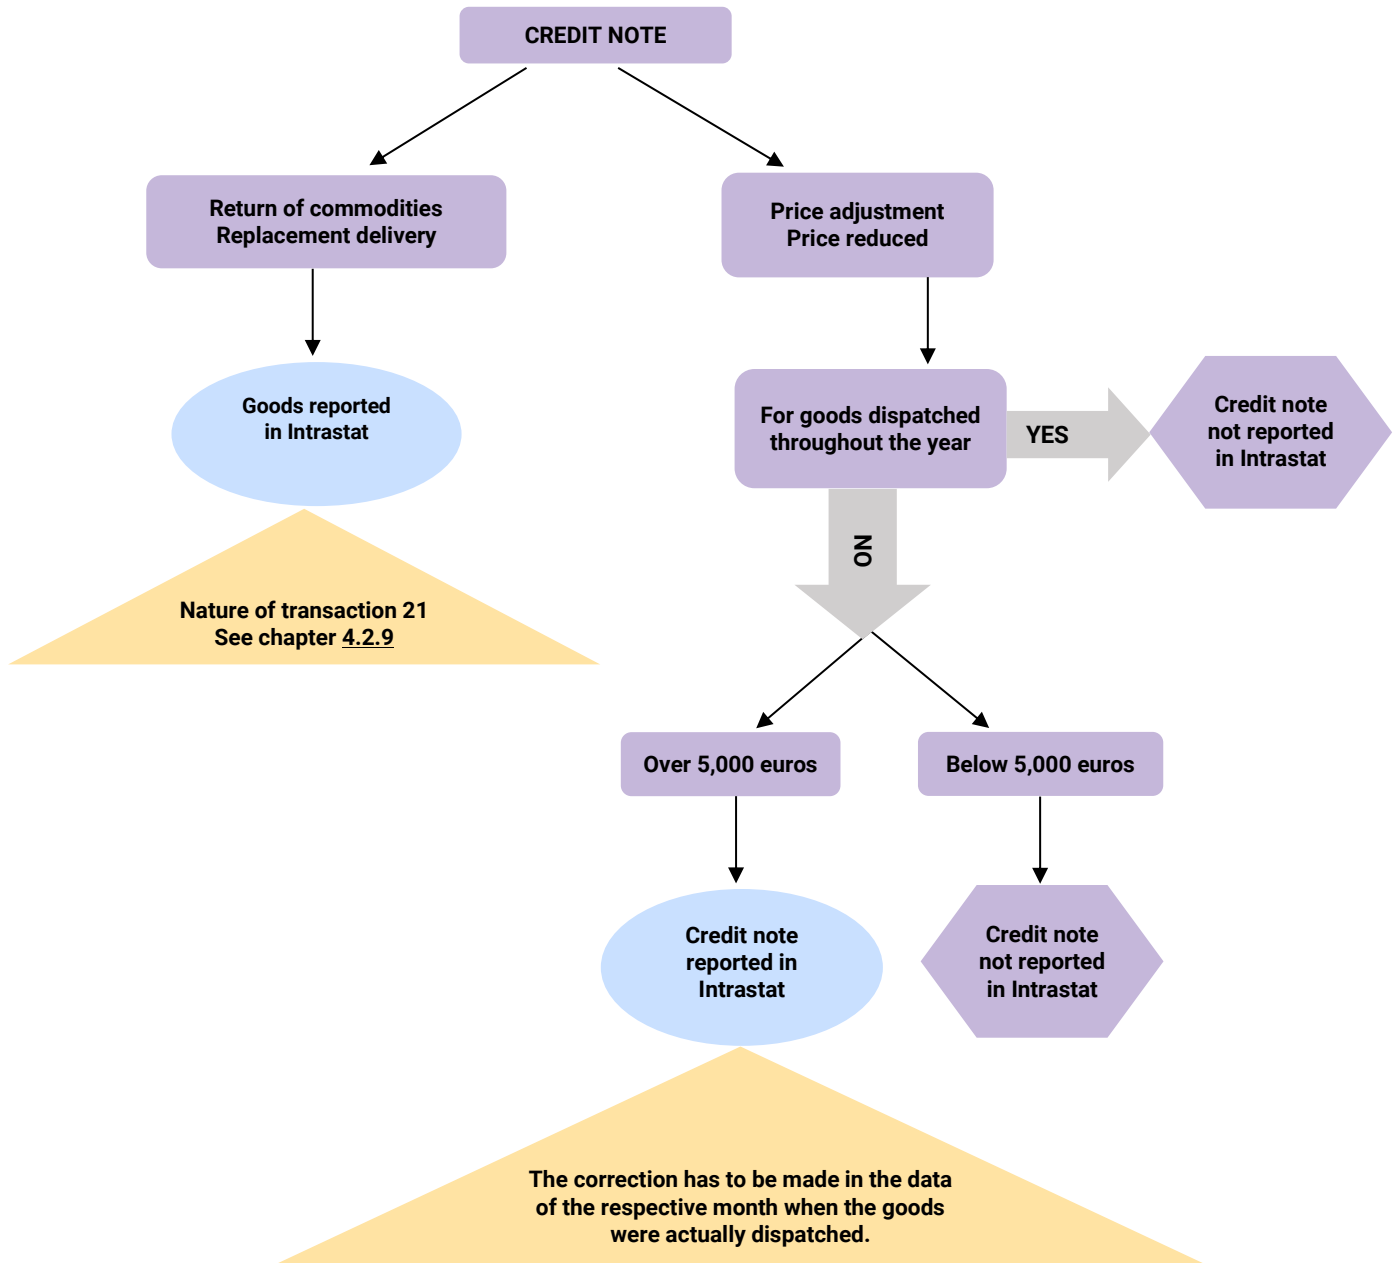 CREDIT NOTE
Return of commodities
Replacement delivery
Price adjustment
Price reduced
Goods reported
in Intrastat
For goods dispatched
throughout the year
YES
Credit note
not reported
in Intrastat
NO
Nature of transaction 21
See chapter 4.2.9
Over 5,000 euros
Below 5,000 euros
Credit note
reported in
Intrastat
Credit note
not reported
in Intrastat
The correction has to be made in the data
of the respective month when the goods
were actually dispatched.